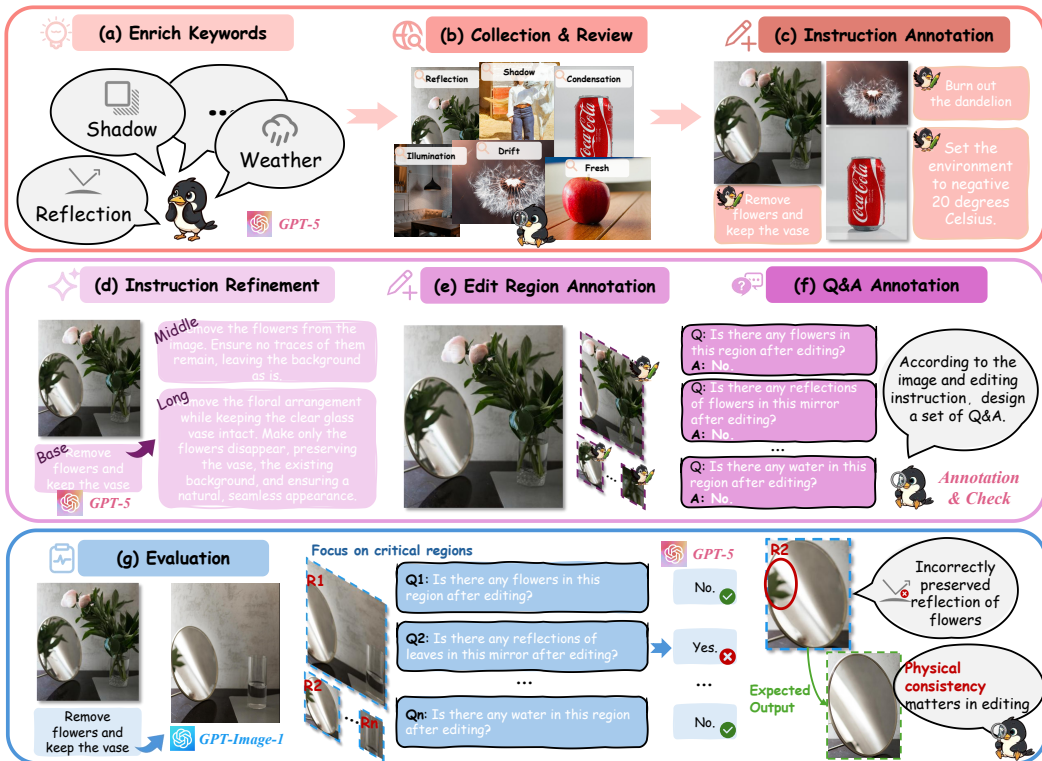 (a) Enrich Keywords
Shadow
...
Weather
Reflection
GPT-5
(b) Collection & Review
Reflection
Shadow
Condensation
Illumination
Drift
Fresh
Coca-Cola
(c) Instruction Annotation
Burn out
the dandelion
Coca-Cola
Set the
environment
to negative
20 degrees
Celsius.
Remove
flowers and
keep the vase
(d) Instruction Refinement
Middle
move the flowers from the
image. Ensure no traces of them
remain, leaving the background
as is.
Long
move the floral arrangement
while keeping the clear glass
vase intact. Make only the
flowers disappear, preserving
the vase, the existing
background, and ensuring a
natural, seamless appearance.
Base
Remove
flowers and
keep the vase
GPT-5
(e) Edit Region Annotation
...
(f) Q&A Annotation
Q: Is there any flowers in
this region after editing?
A: No.
Q: Is there any reflections
of flowers in this mirror
after editing?
A: No.
...
Q: Is there any water in this
region after editing?
A: No.
According to the
image and editing
instruction, design
a set of Q&A.
Annotation
& Check
(g) Evaluation
Remove
flowers and
keep the vase
GPT-Image-1
Focus on critical regions
R1
R2
...
Rn
Q1: Is there any flowers in this
region after editing?
Q2: Is there any reflections of
leaves in this mirror after editing?
...
Qn: Is there any water in this region
after editing?
GPT-5
No.
Yes.
...
No.
R2
Incorrectly
preserved
reflection of
flowers
Expected
Output
Physical
consistency
matters in editing